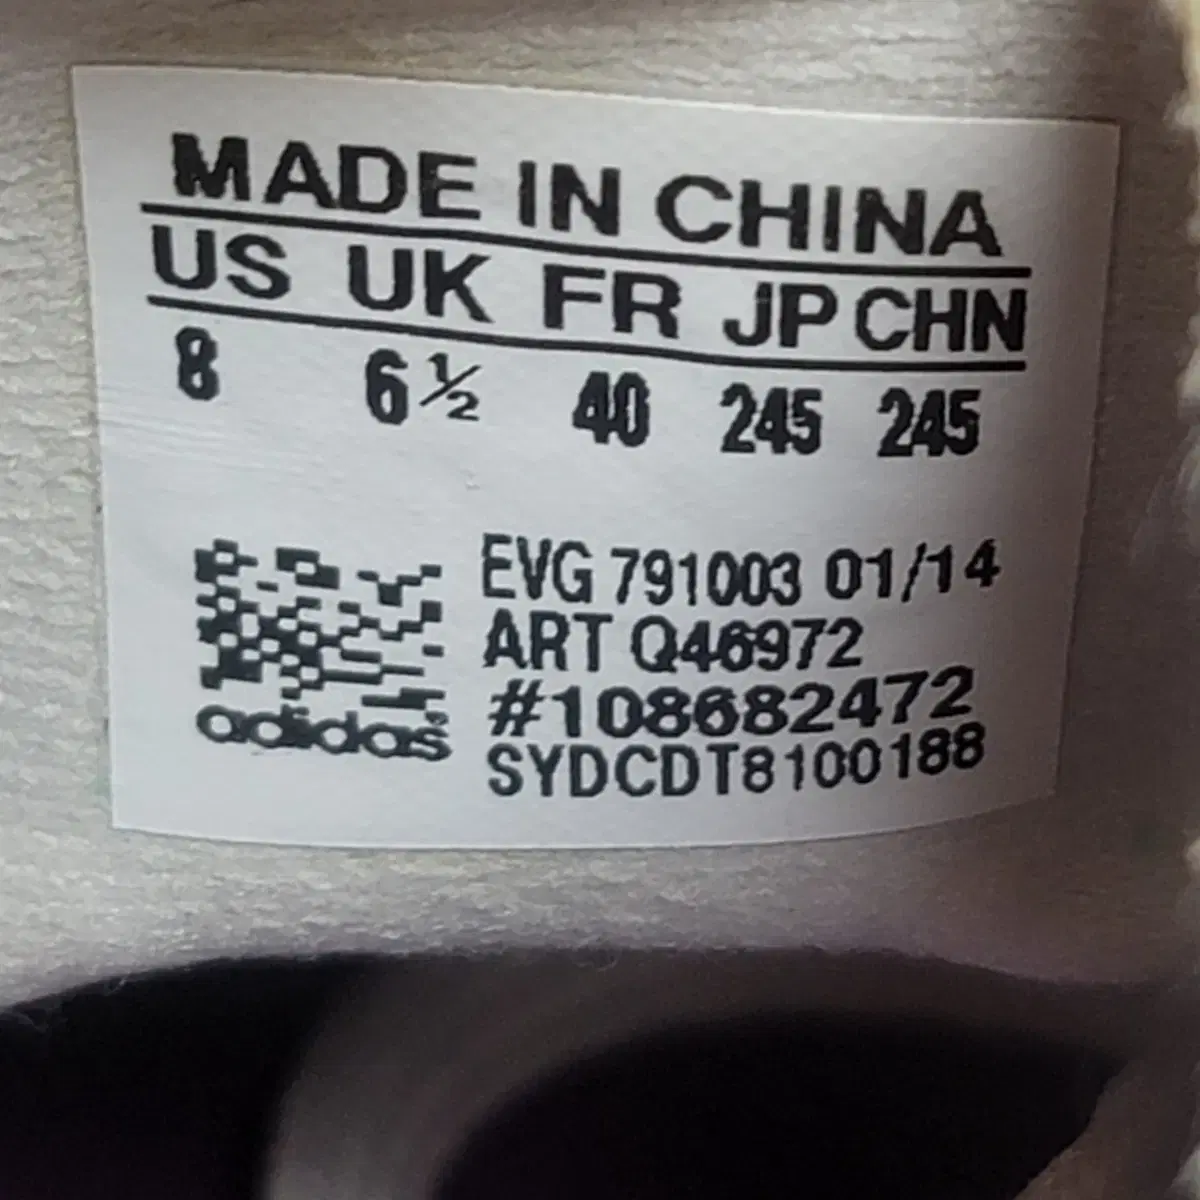 MADE IN CHINA
US UK FR JP CHN
8 6½ 40 245 245
EVG 791003 01/14
ART Q46972
#108682472
adidas
SYDCDT8100188